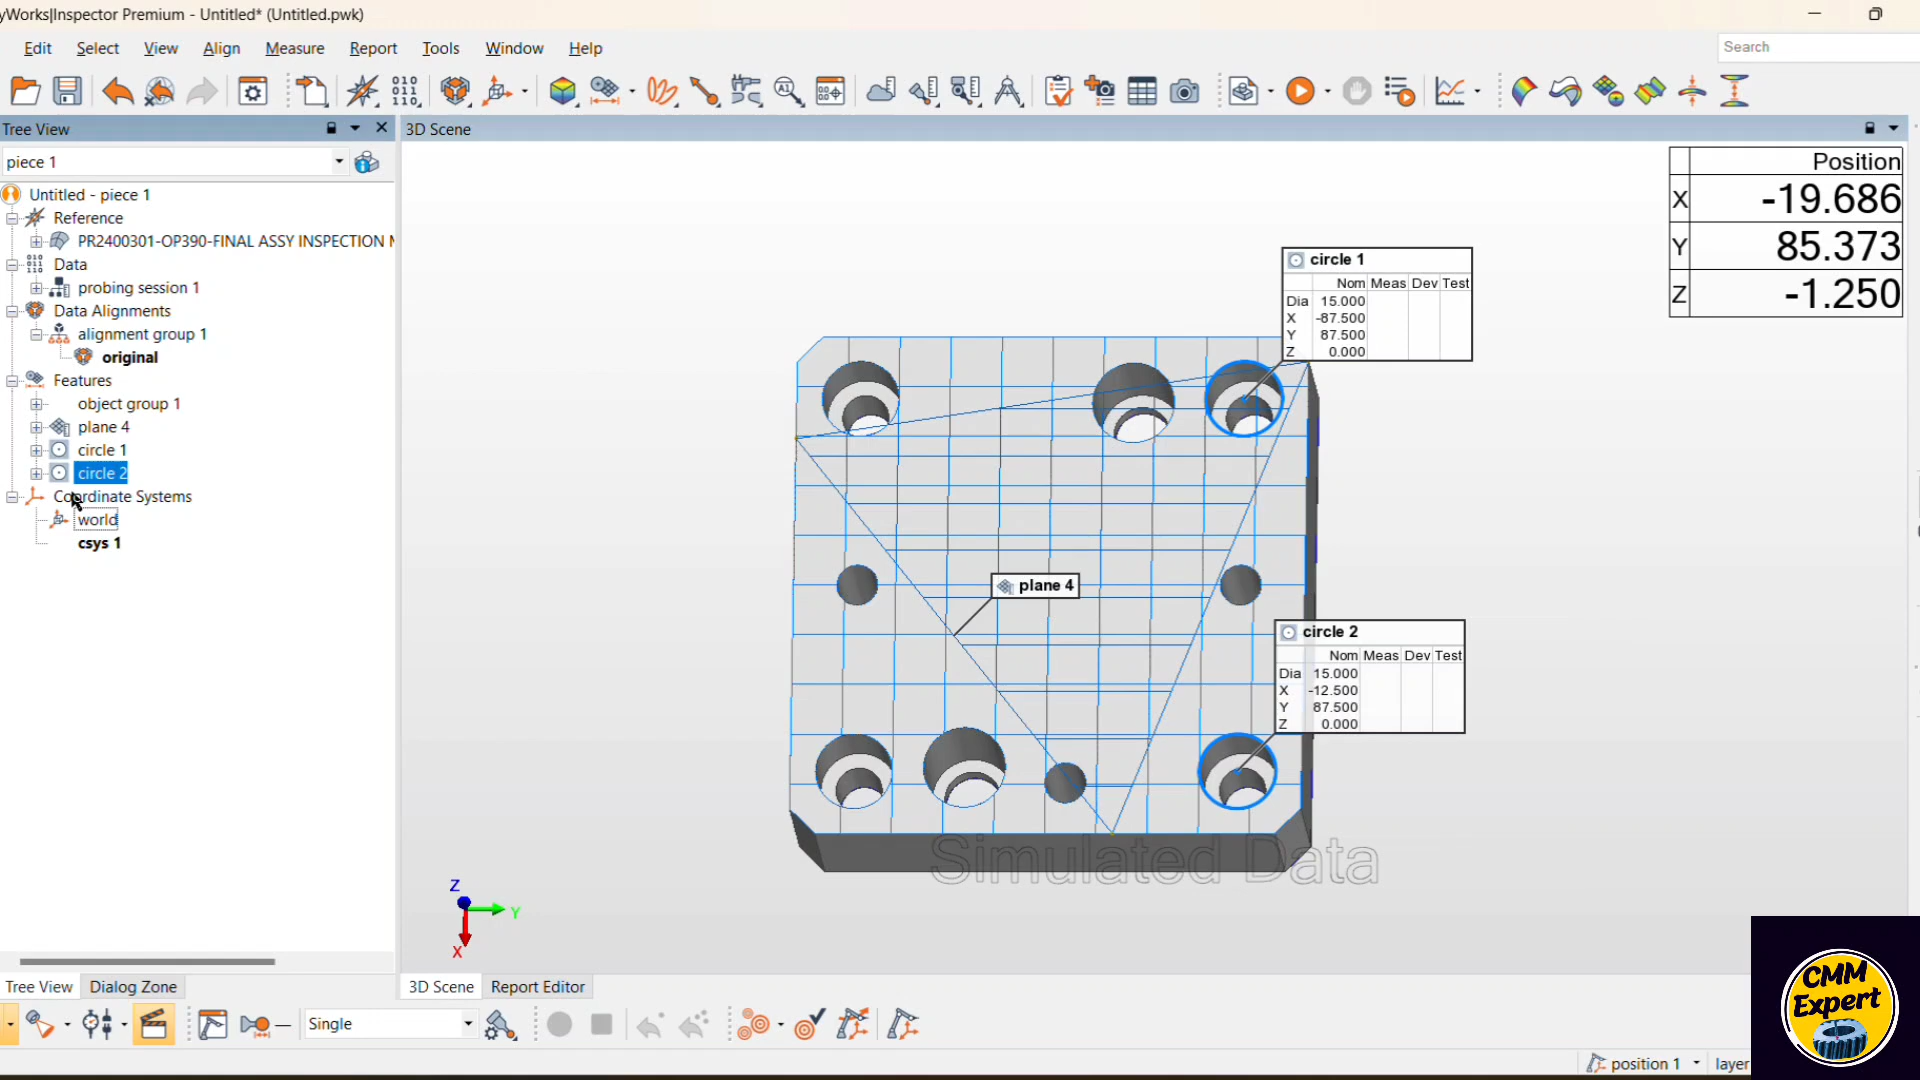 yWorks|Inspector Premium - Untitled* (Untitled.pwk)
Edit Select View Align Measure Report Tools Window Help
Search
Tree View
3D Scene
piece 1
Untitled - piece 1
Reference
PR2400301-OP390-FINAL ASSY INSPECTION
Data
probing session 1
Data Alignments
alignment group 1
original
Features
object group 1
plane 4
circle 1
circle 2
Coordinate Systems
world
csys 1
Position
X -19.686
Y 85.373
Z -1.250
circle 1
Nom Meas Dev Test
Dia 15.000
X -87.500
Y 87.500
Z 0.000
plane 4
circle 2
Nom Meas Dev Test
Dia 15.000
X -12.500
Y 87.500
Z 0.000
Simulated Data
Z
Y
X
Tree View Dialog Zone
3D Scene Report Editor
Single
CMM
Expert
position 1 layer